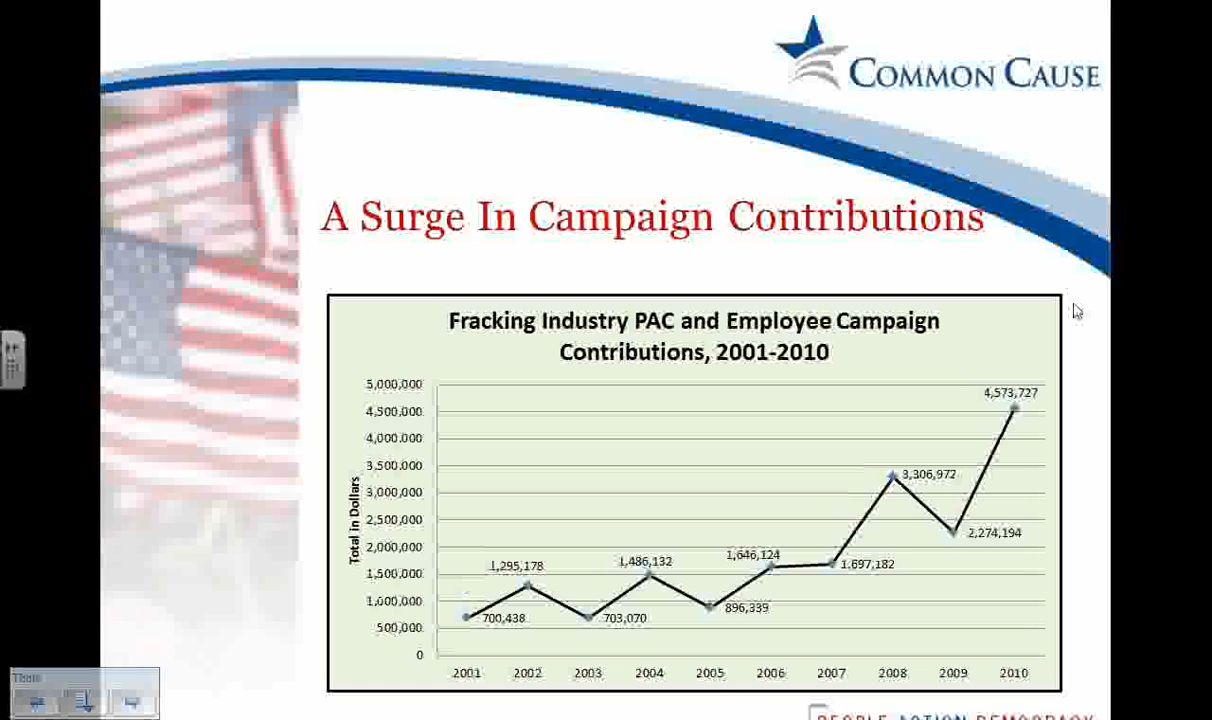 COMMON CAUSE
A Surge In Campaign Contributions
Fracking Industry PAC and Employee Campaign
Contributions, 2001-2010
Total in Dollars
5,000,000
4,500,000
4,000,000
3,500,000
3,000,000
2,500,000
2,000,000
1,500,000
1,000,000
500,000
0
700,438
1,295,178
703,070
1,486,132
896,339
1,646,124
1,697,182
3,306,972
2,274,194
4,573,727
2001 2002 2003 2004 2005 2006 2007 2008 2009 2010
Tools
PEOPLE ACTION DEMOCRACY